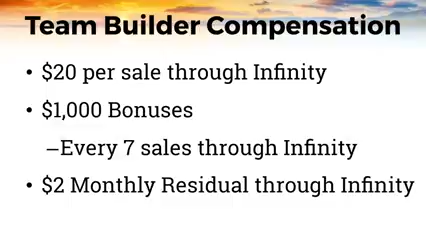 Team Builder Compensation
• $20 per sale through Infinity
• $1,000 Bonuses
–Every 7 sales through Infinity
• $2 Monthly Residual through Infinity